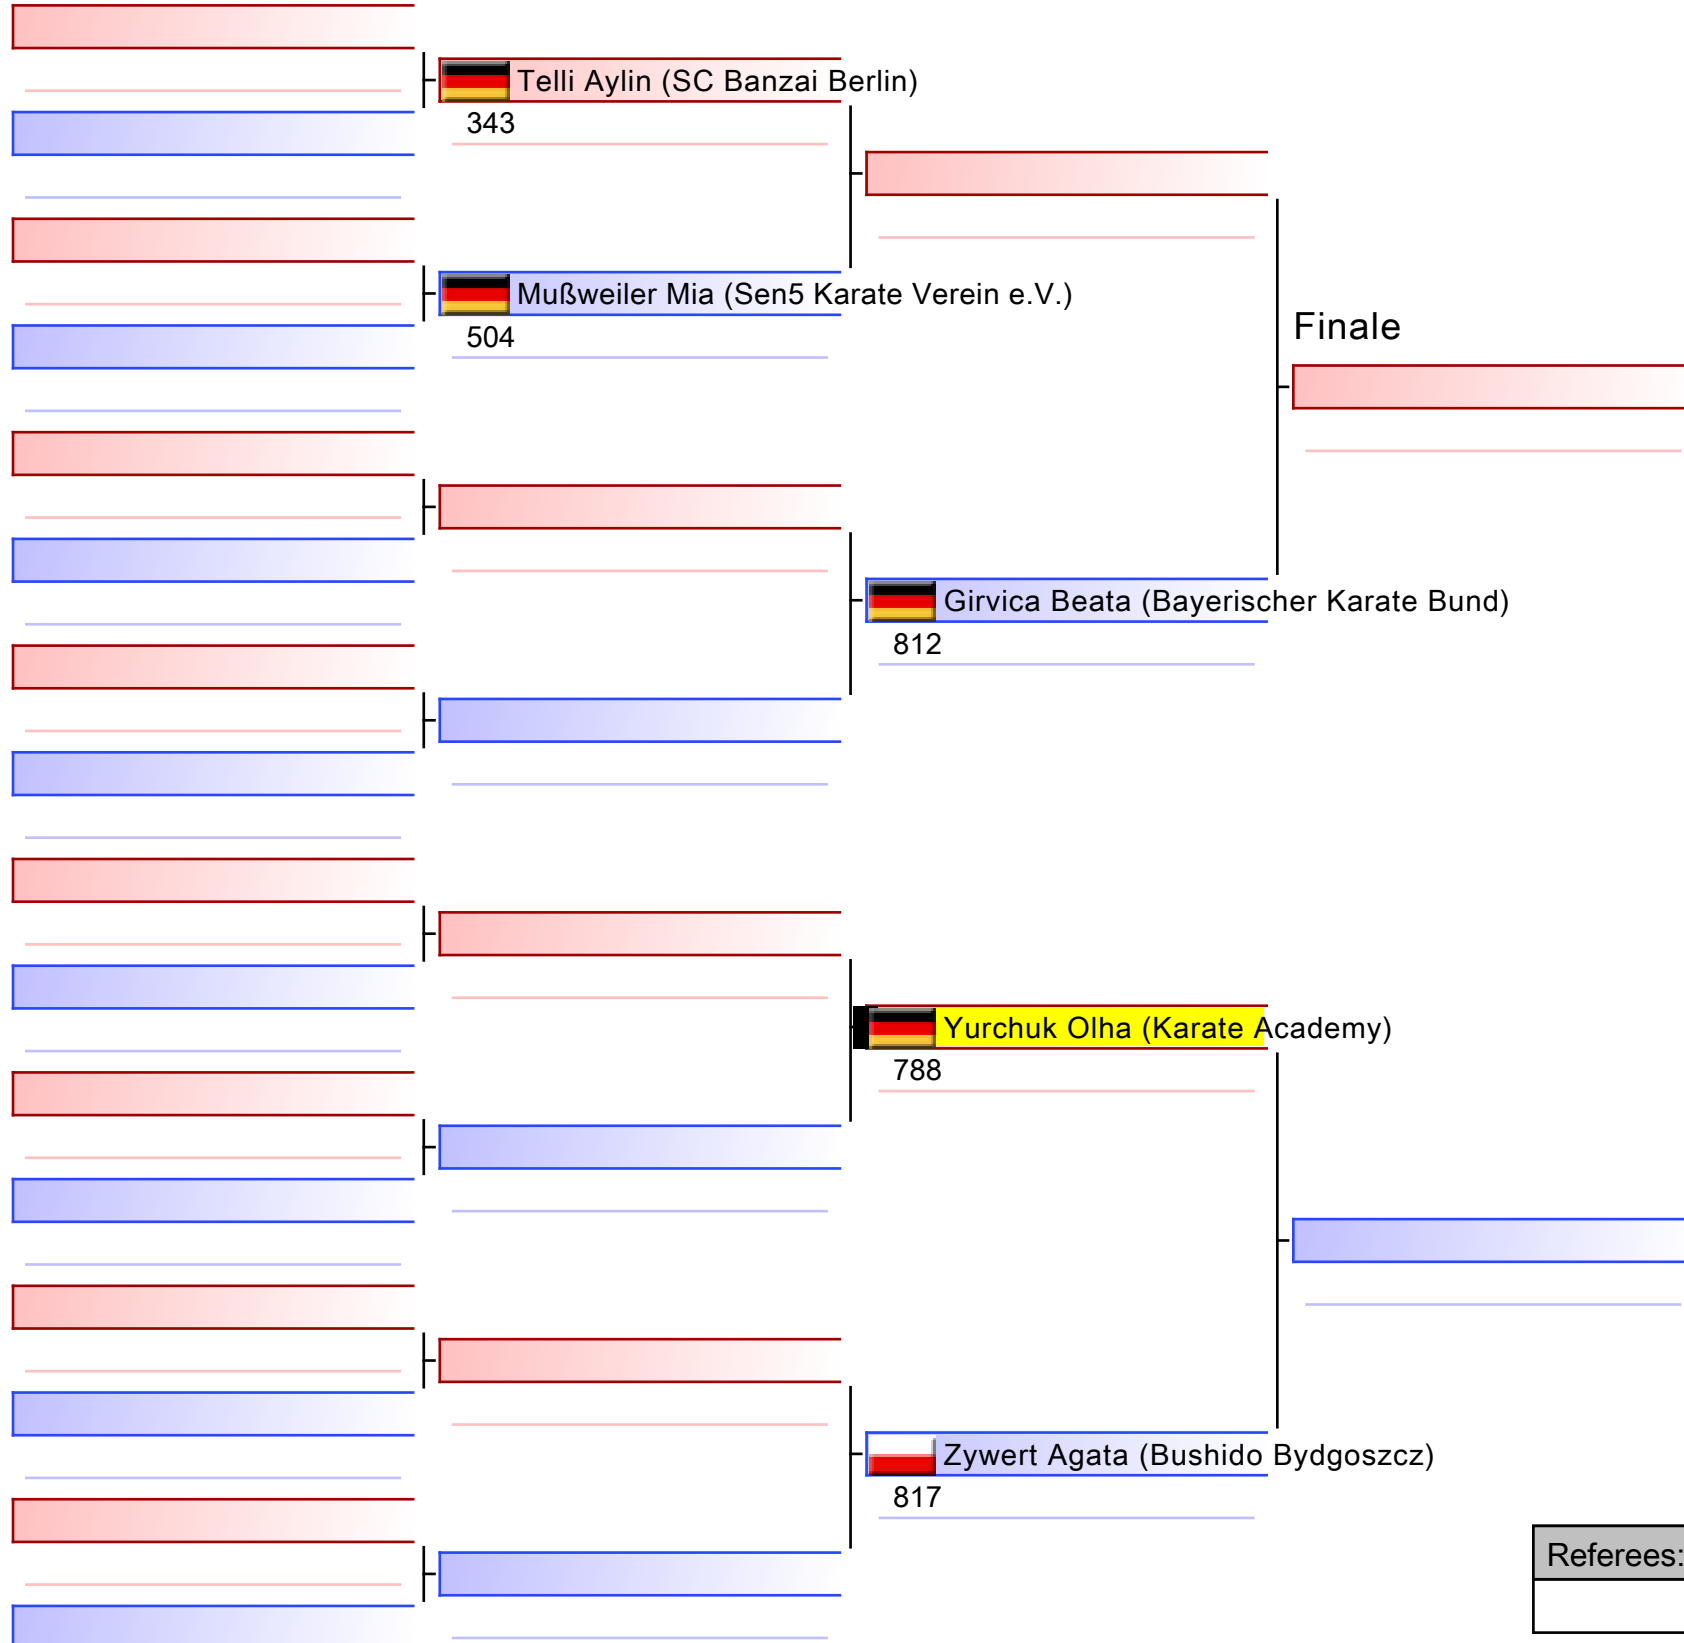 Telli Aylin (SC Banzai Berlin)
343
Mußweiler Mia (Sen5 Karate Verein e.V.)
504
Finale
Girvica Beata (Bayerischer Karate Bund)
812
Yurchuk Olha (Karate Academy)
788
Zywert Agata (Bushido Bydgoszcz)
817
Referees: